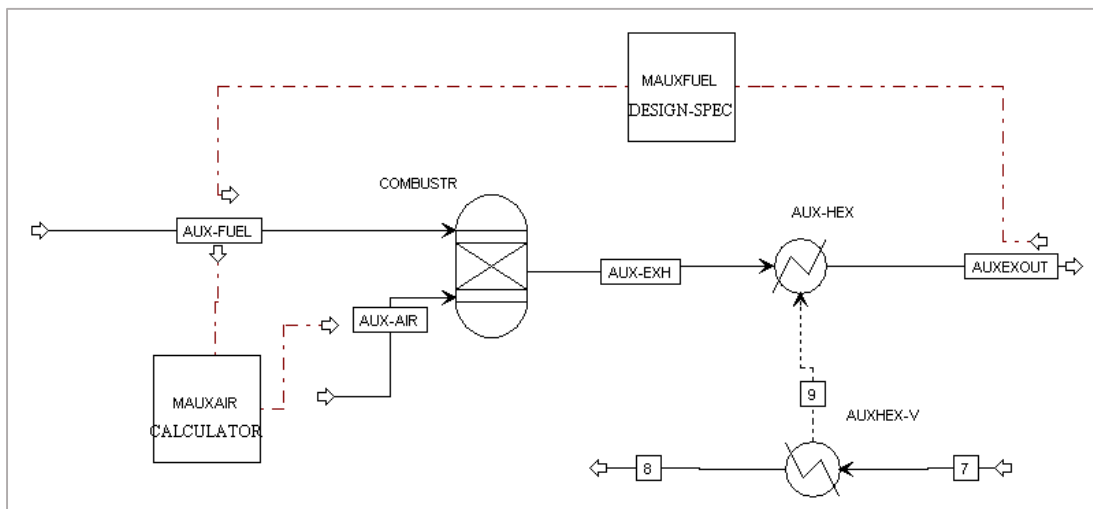 MAUXFUEL
DESIGN-SPEC
COMBUSTR
AUX-FUEL
AUX-HEX
AUX-EXH
AUXEXOUT
AUX-AIR
MAUXAIR
CALCULATOR
9
AUXHEX-V
8
7